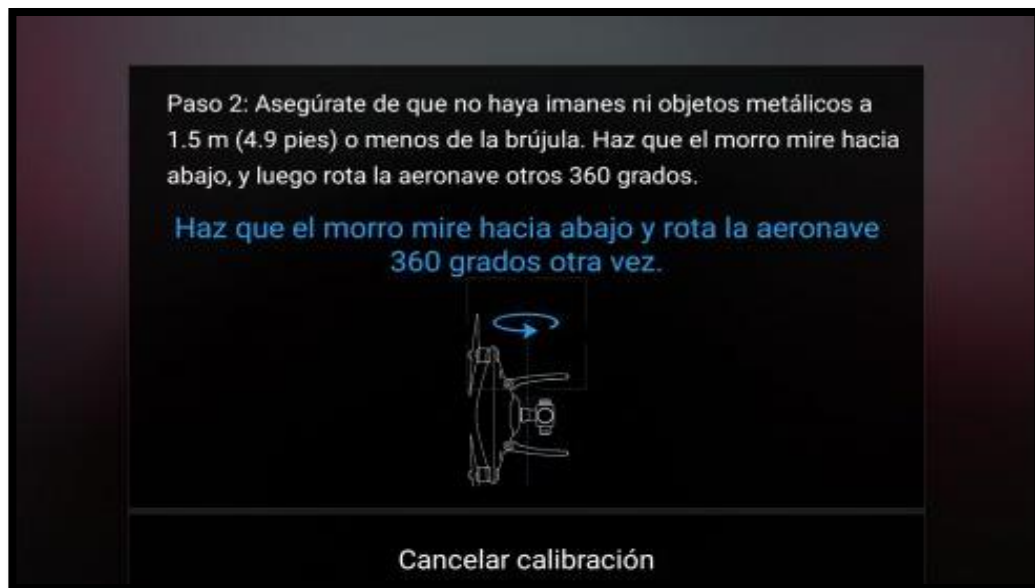 Paso 2: Asegúrate de que no haya imanes ni objetos metálicos a
1.5 m (4.9 pies) o menos de la brújula. Haz que el morro mire hacia
abajo, y luego rota la aeronave otros 360 grados.
Haz que el morro mire hacia abajo y rota la aeronave
360 grados otra vez.
Cancelar calibración